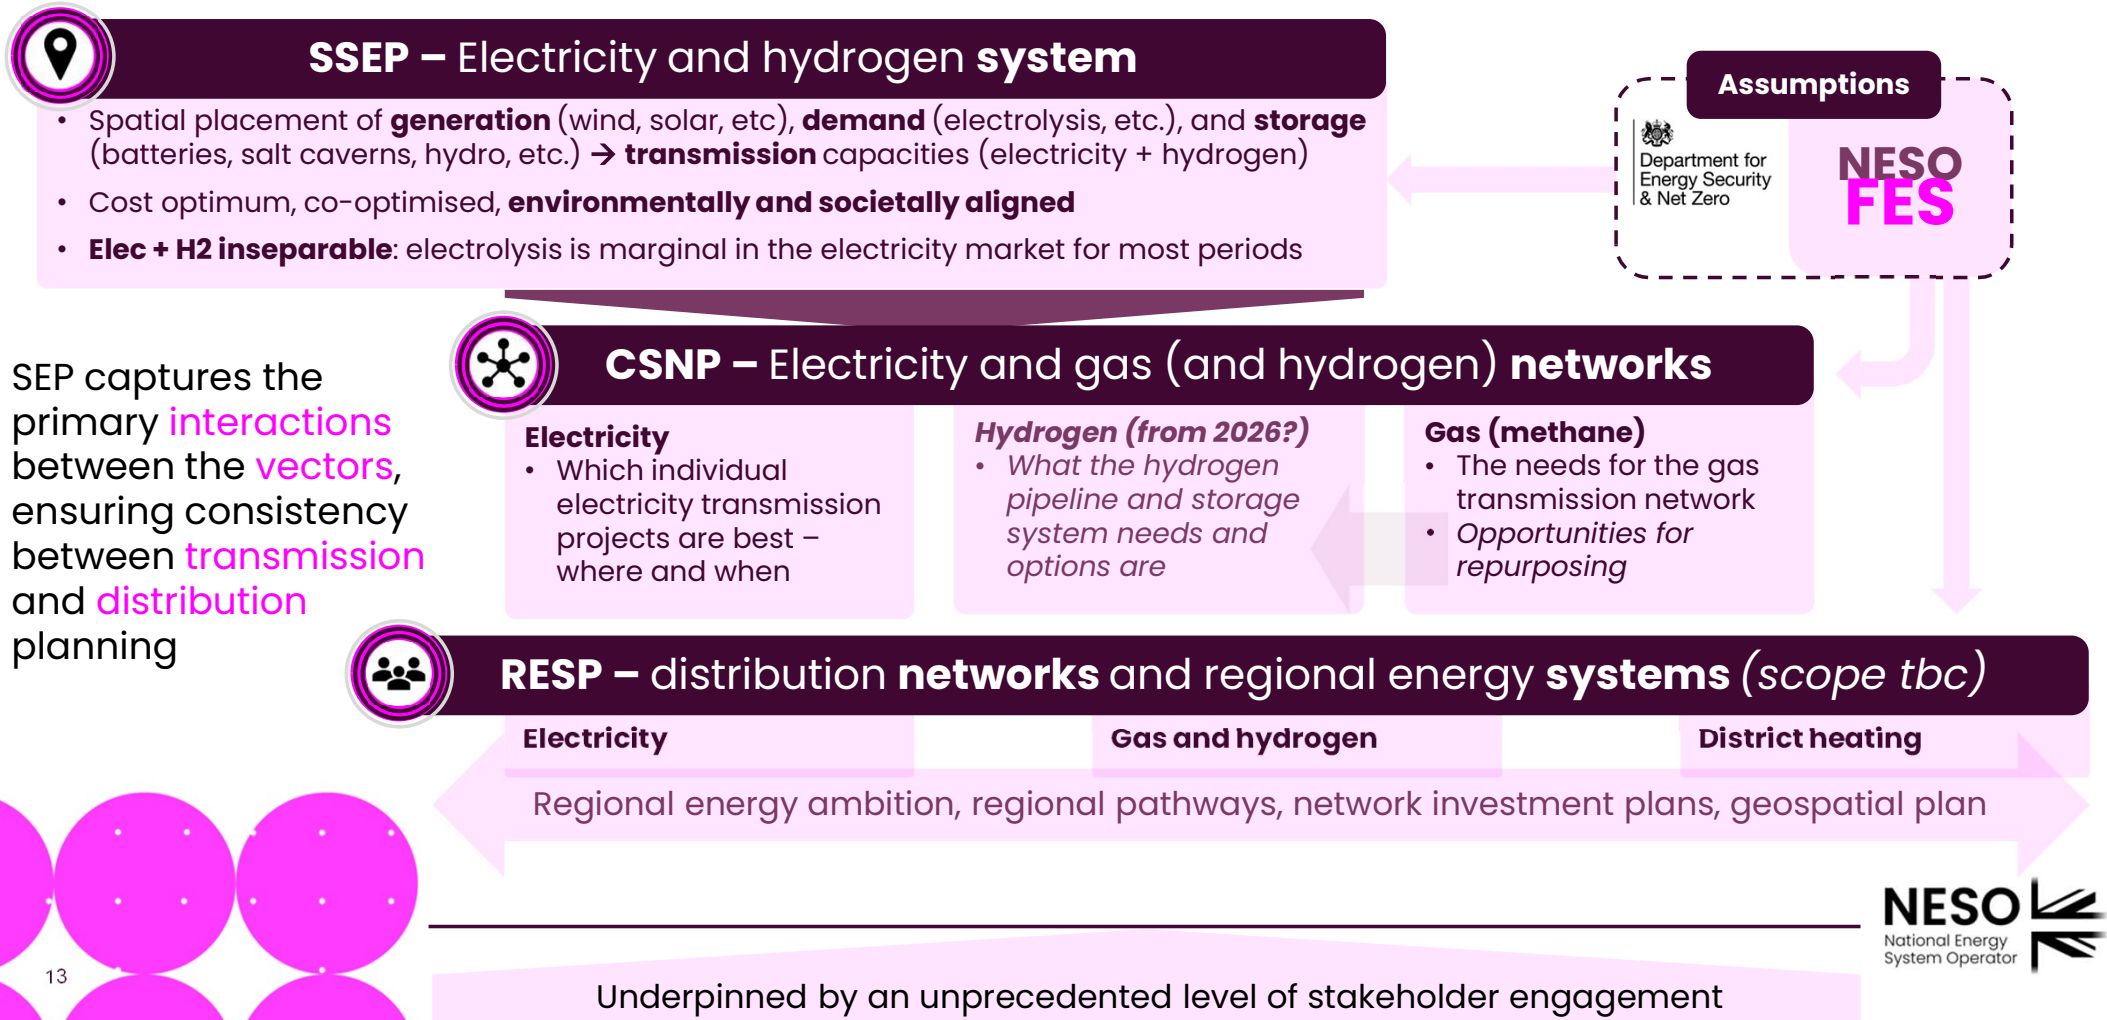 SSEP – Electricity and hydrogen system
• Spatial placement of generation (wind, solar, etc), demand (electrolysis, etc.), and storage
(batteries, salt caverns, hydro, etc.) → transmission capacities (electricity + hydrogen)
• Cost optimum, co-optimised, environmentally and societally aligned
• Elec + H2 inseparable: electrolysis is marginal in the electricity market for most periods
Assumptions
Department for
Energy Security
& Net Zero
NESO
FES
SEP captures the
primary interactions
between the vectors,
ensuring consistency
between transmission
and distribution
planning
CSNP – Electricity and gas (and hydrogen) networks
Electricity
• Which individual
electricity transmission
projects are best –
where and when
Hydrogen (from 2026?)
• What the hydrogen
pipeline and storage
system needs and
options are
Gas (methane)
• The needs for the gas
transmission network
• Opportunities for
repurposing
RESP – distribution networks and regional energy systems (scope tbc)
Electricity
Gas and hydrogen
District heating
Regional energy ambition, regional pathways, network investment plans, geospatial plan
NESO
National Energy
System Operator
13
Underpinned by an unprecedented level of stakeholder engagement